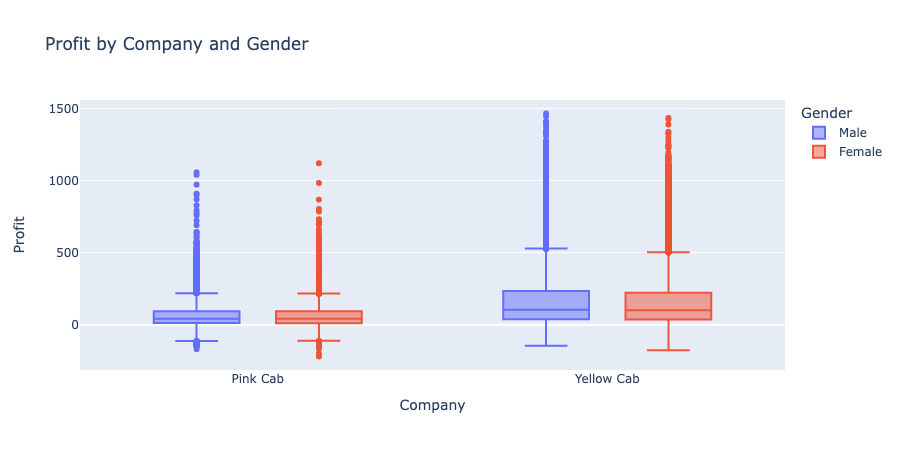 Profit by Company and Gender
Gender
Male
Female
1500
1000
500
0
Profit
Pink Cab
Yellow Cab
Company